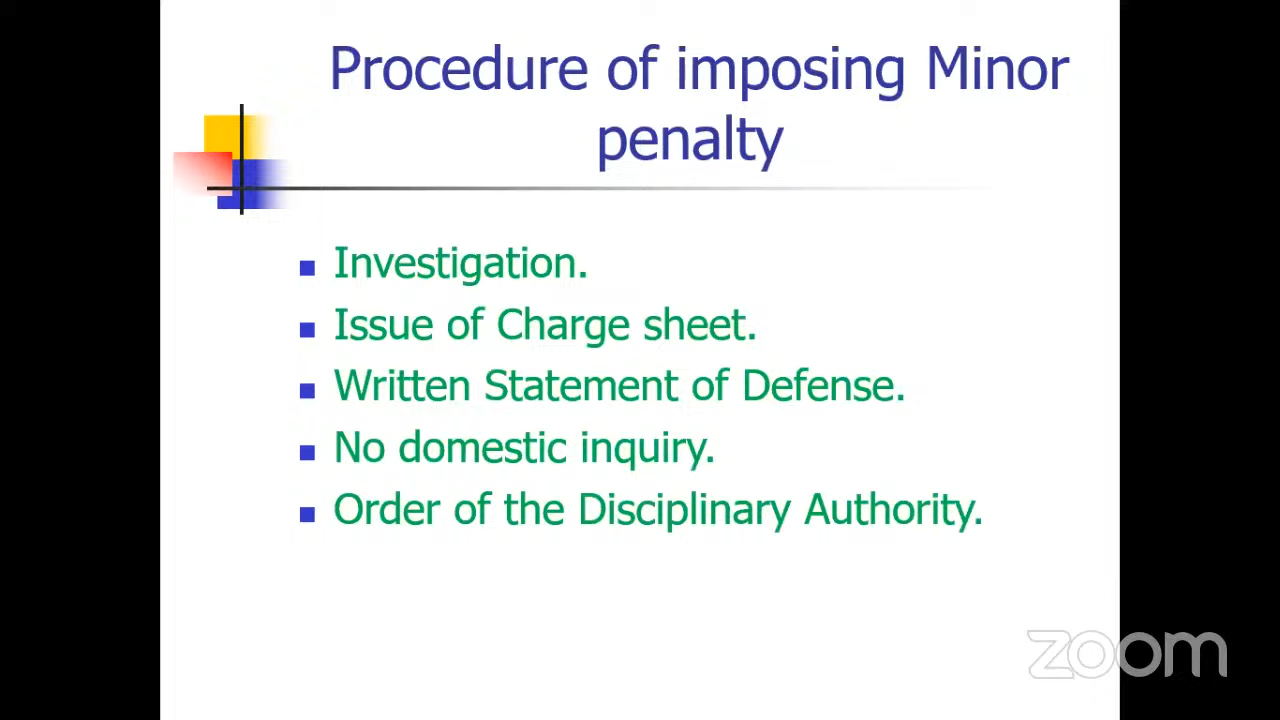 Procedure of imposing Minor
penalty
Investigation.
Issue of Charge sheet.
Written Statement of Defense.
No domestic inquiry.
Order of the Disciplinary Authority.
zoom